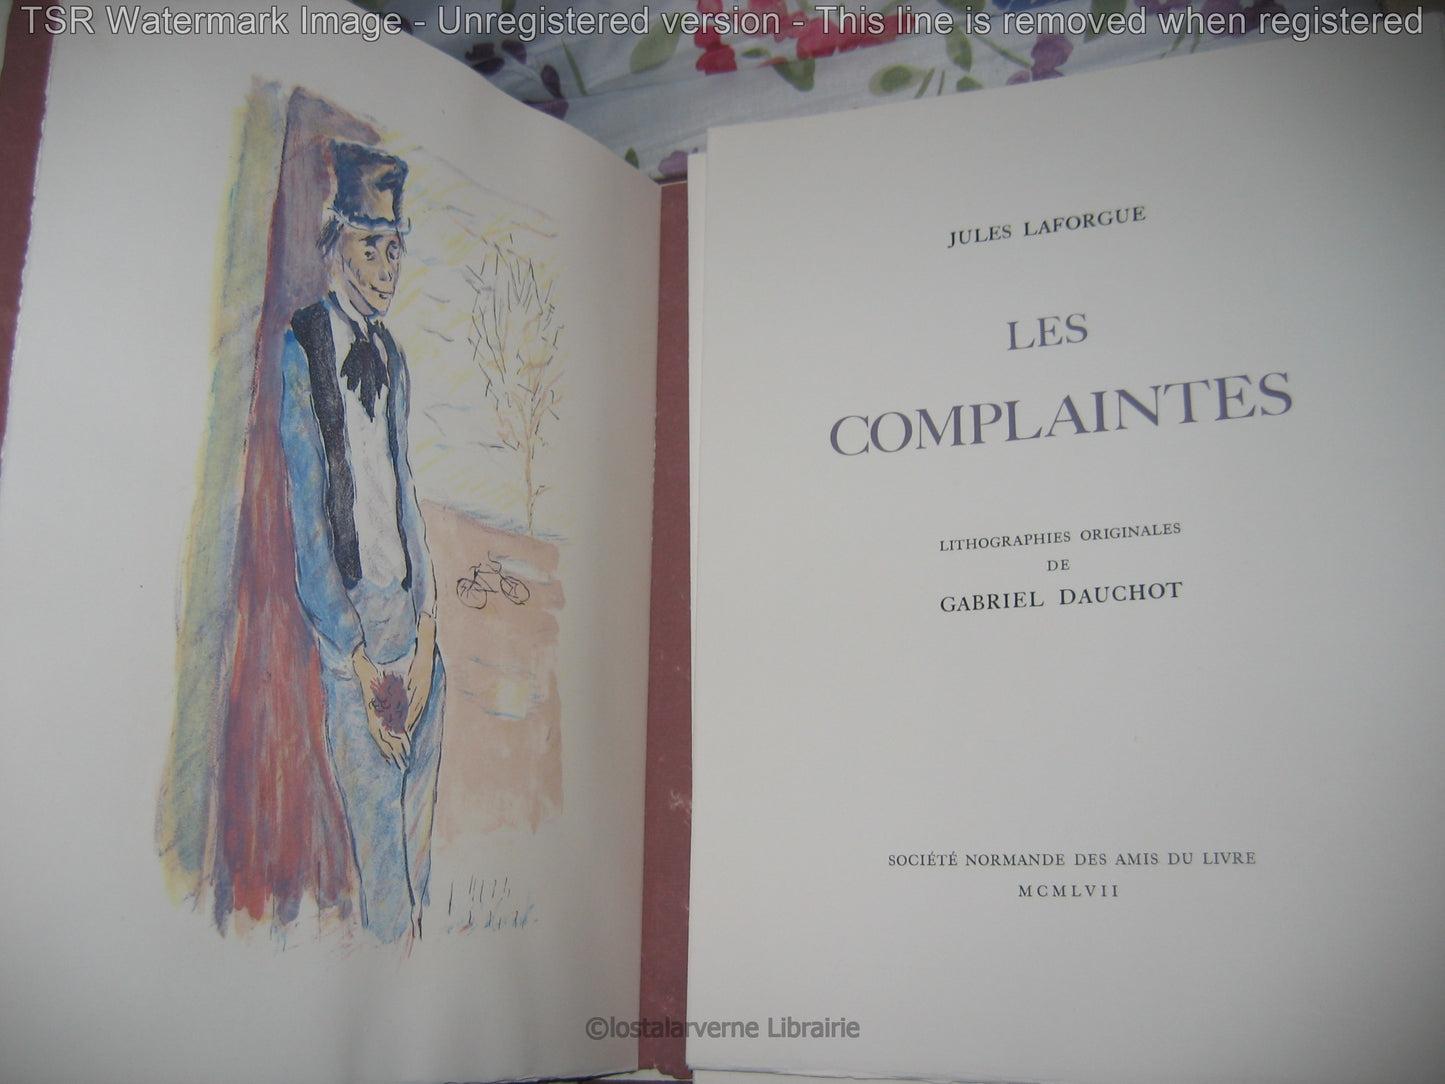 TSR Watermark Image - Unregistered version - This line is removed when registered
JULES LAFORGUE
LES
COMPLAINTES
LITHOGRAPHIES ORIGINALES
DE
GABRIEL DAUCHOT
SOCIÉTÉ NORMANDE DES AMIS DU LIVRE
MCMLVII
©lostalarverne Librairie